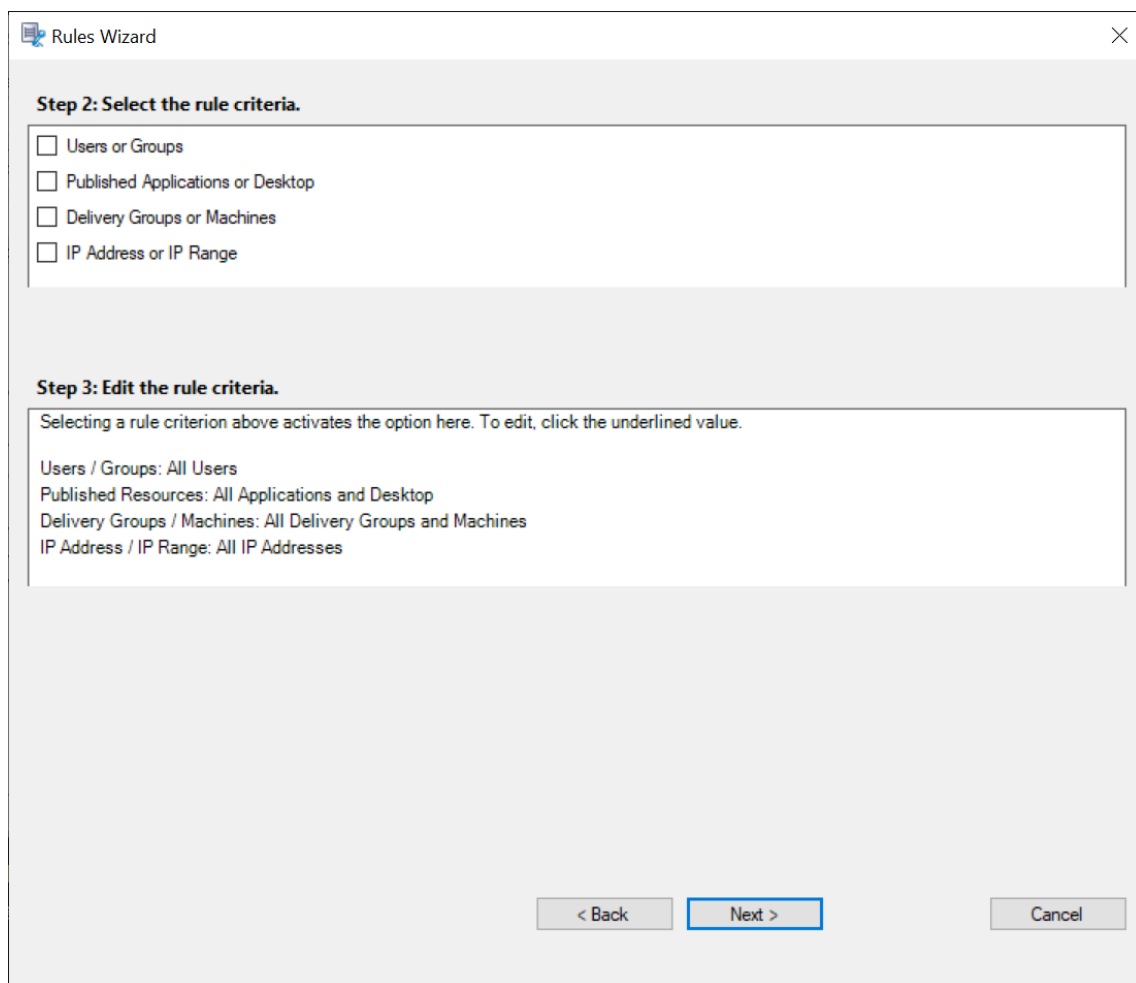 Rules Wizard
Step 2: Select the rule criteria.
Users or Groups
Published Applications or Desktop
Delivery Groups or Machines
IP Address or IP Range
Step 3: Edit the rule criteria.
Selecting a rule criterion above activates the option here. To edit, click the underlined value.
Users / Groups: All Users
Published Resources: All Applications and Desktop
Delivery Groups / Machines: All Delivery Groups and Machines
IP Address / IP Range: All IP Addresses
< Back Next > Cancel